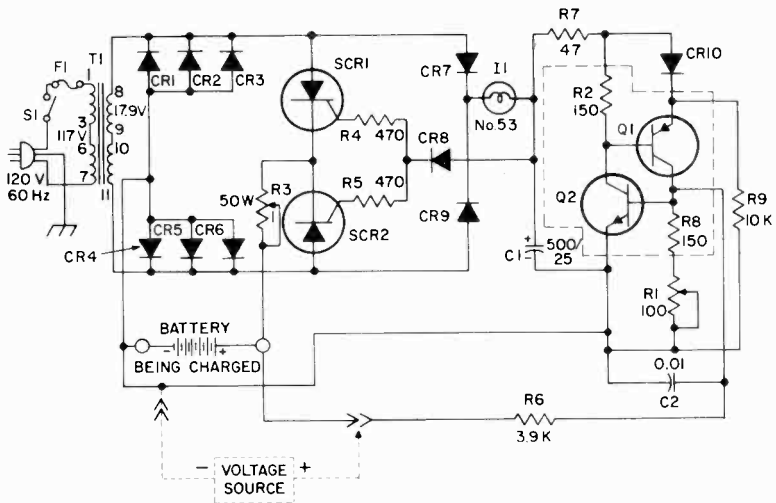 R7
47
F1
T1
1
8
CR1
CR2
CR3
SCR1
CR7
I1
CR10
R2
150
Q1
17.9V
S1
3
117 V
6
9
10
R4
470
No.53
CR8
120 V
60 Hz
7
11
50W
R3
1
R5
470
Q2
R9
10 K
CR5
CR6
SCR2
CR9
R8
150
CR4
+
C1
500/
25
R1
100
BATTERY
- +
BEING CHARGED
0.01
C2
R6
3.9 K
- VOLTAGE +
SOURCE